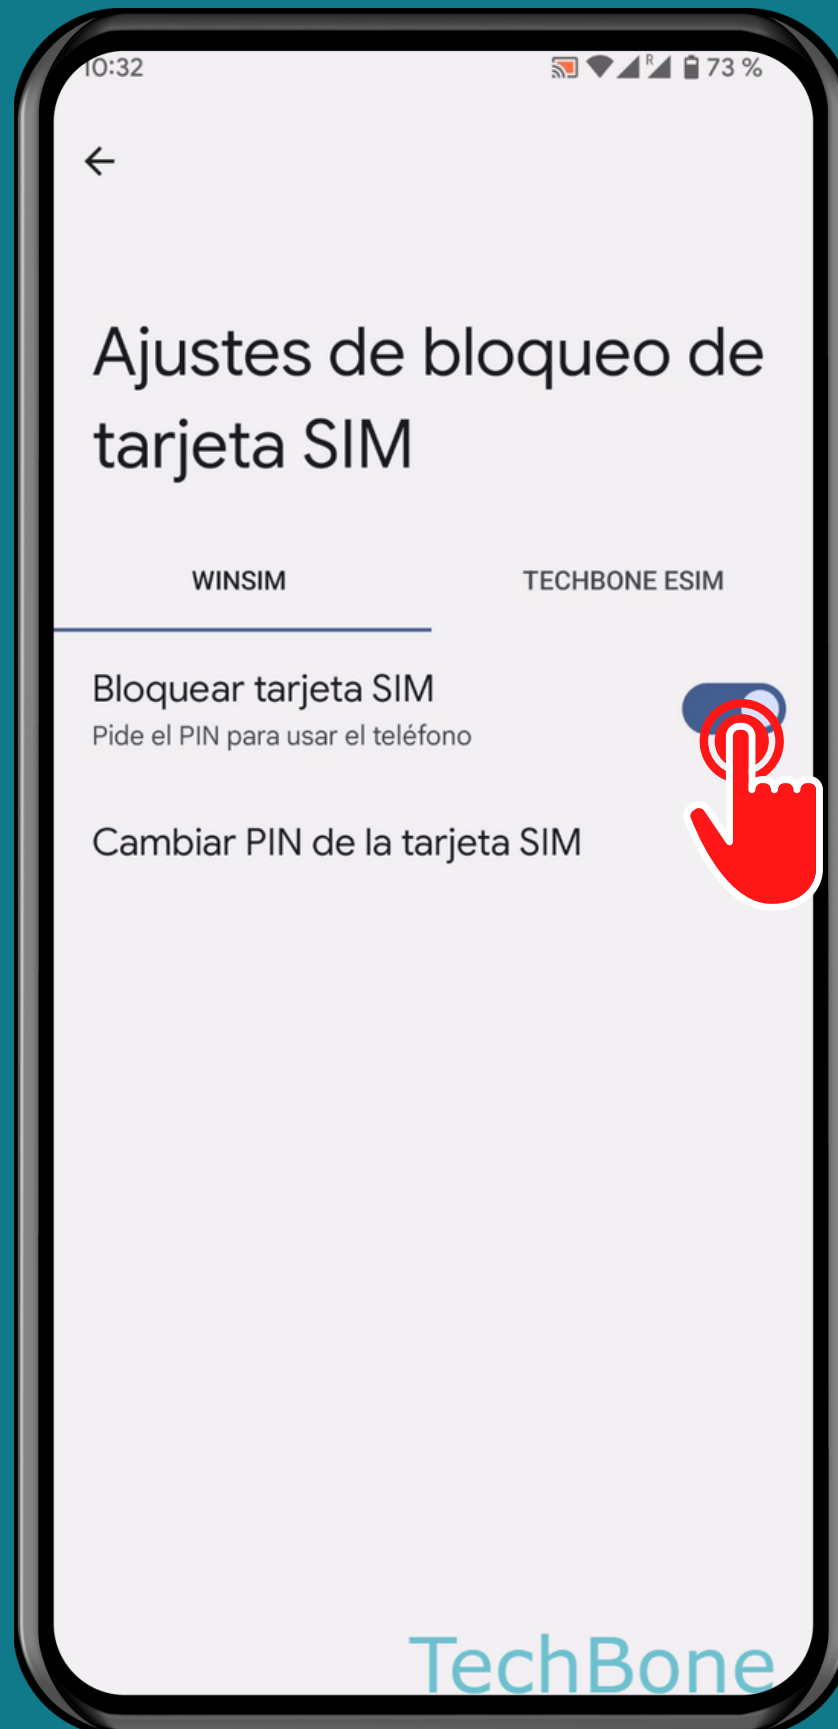 10:32 R 73 %
Ajustes de bloqueo de
tarjeta SIM
WINSIM TECHBONE ESIM
Bloquear tarjeta SIM
Pide el PIN para usar el teléfono
Cambiar PIN de la tarjeta SIM
TechBone